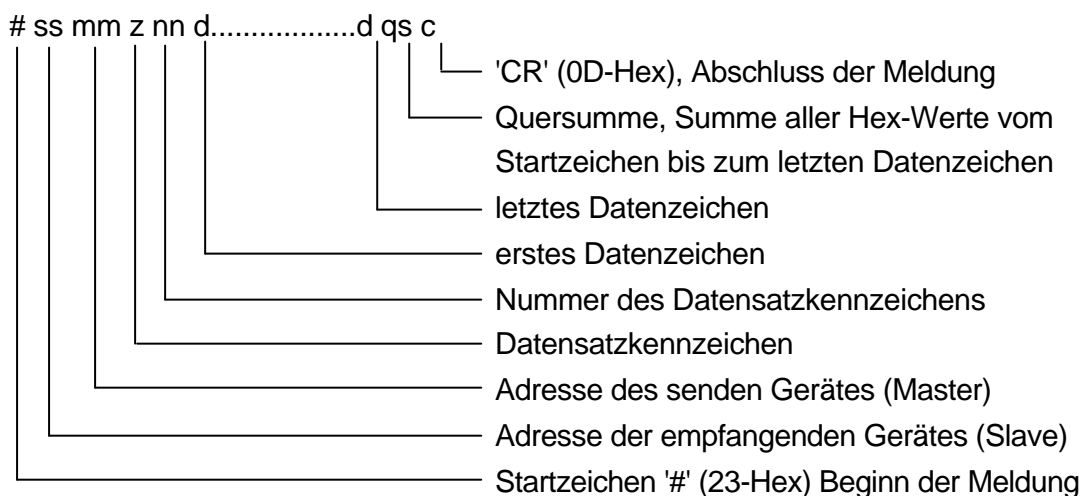 # ss mm z nn d..................d qs c
'CR' (0D-Hex), Abschluss der Meldung
Quersumme, Summe aller Hex-Werte vom
Startzeichen bis zum letzten Datenzeichen
letztes Datenzeichen
erstes Datenzeichen
Nummer des Datensatzkennzeichens
Datensatzkennzeichen
Adresse des senden Gerätes (Master)
Adresse der empfangenden Gerätes (Slave)
Startzeichen '#' (23-Hex) Beginn der Meldung